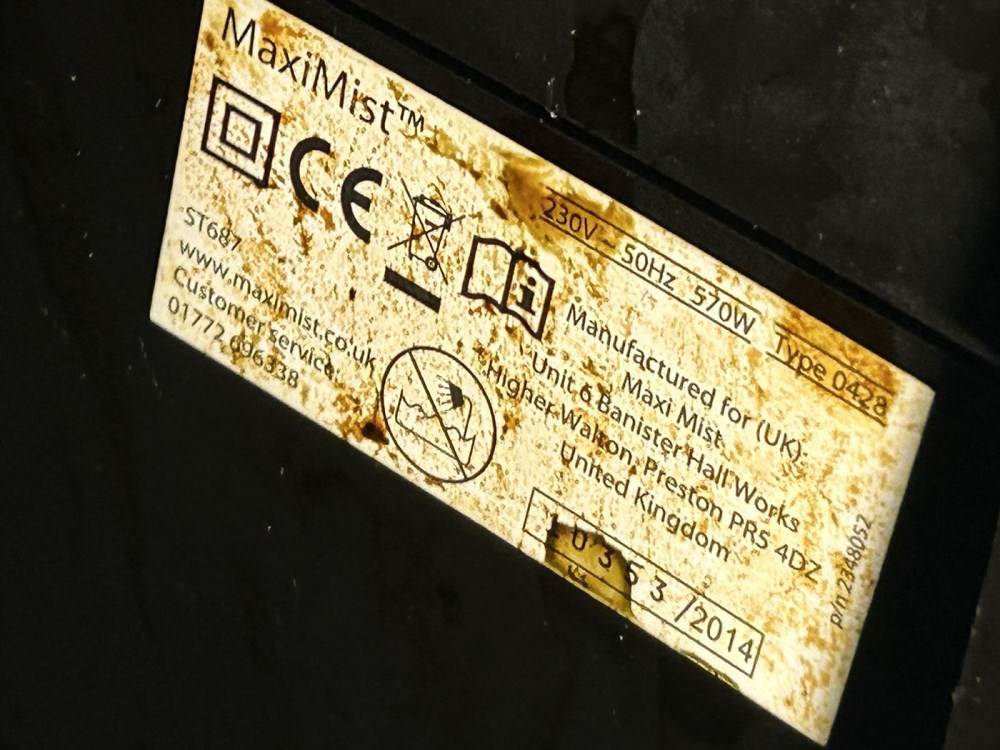 MaxiMist™
CE
230V ~ 50Hz 570W
Type 0428
ST687
www.maximist.co.uk
Customer service.
01772 696338
Manufactured for (UK):
Maxi Mist
Unit 6 Banister Hall Works
Higher Walton, Preston PR5 4DZ
United Kingdom
10363 /2014
p/n 2348052